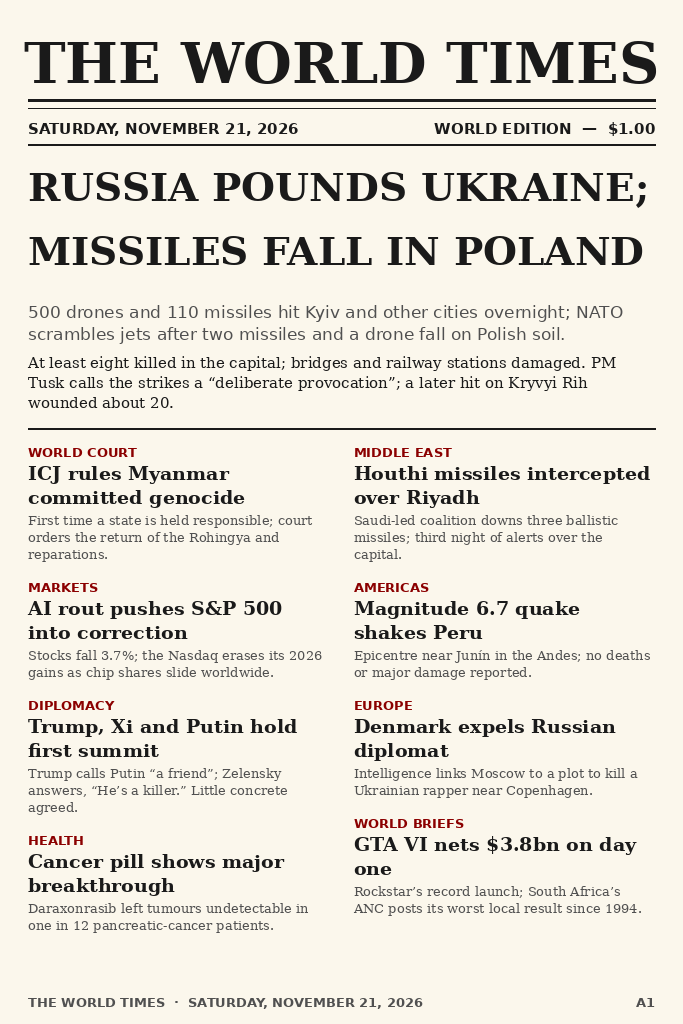 THE WORLD TIMES
SATURDAY, NOVEMBER 21, 2026
WORLD EDITION — $1.00
RUSSIA POUNDS UKRAINE;
MISSILES FALL IN POLAND
500 drones and 110 missiles hit Kyiv and other cities overnight; NATO
scrambles jets after two missiles and a drone fall on Polish soil.
At least eight killed in the capital; bridges and railway stations damaged. PM
Tusk calls the strikes a “deliberate provocation”; a later hit on Kryvyi Rih
wounded about 20.
WORLD COURT
ICJ rules Myanmar
committed genocide
First time a state is held responsible; court
orders the return of the Rohingya and
reparations.
MARKETS
AI rout pushes S&P 500
into correction
Stocks fall 3.7%; the Nasdaq erases its 2026
gains as chip shares slide worldwide.
DIPLOMACY
Trump, Xi and Putin hold
first summit
Trump calls Putin “a friend”; Zelensky
answers, “He’s a killer.” Little concrete
agreed.
HEALTH
Cancer pill shows major
breakthrough
Daraxonrasib left tumours undetectable in
one in 12 pancreatic-cancer patients.
MIDDLE EAST
Houthi missiles intercepted
over Riyadh
Saudi-led coalition downs three ballistic
missiles; third night of alerts over the
capital.
AMERICAS
Magnitude 6.7 quake
shakes Peru
Epicentre near Junín in the Andes; no deaths
or major damage reported.
EUROPE
Denmark expels Russian
diplomat
Intelligence links Moscow to a plot to kill a
Ukrainian rapper near Copenhagen.
WORLD BRIEFS
GTA VI nets $3.8bn on day
one
Rockstar’s record launch; South Africa’s
ANC posts its worst local result since 1994.
THE WORLD TIMES · SATURDAY, NOVEMBER 21, 2026
A1